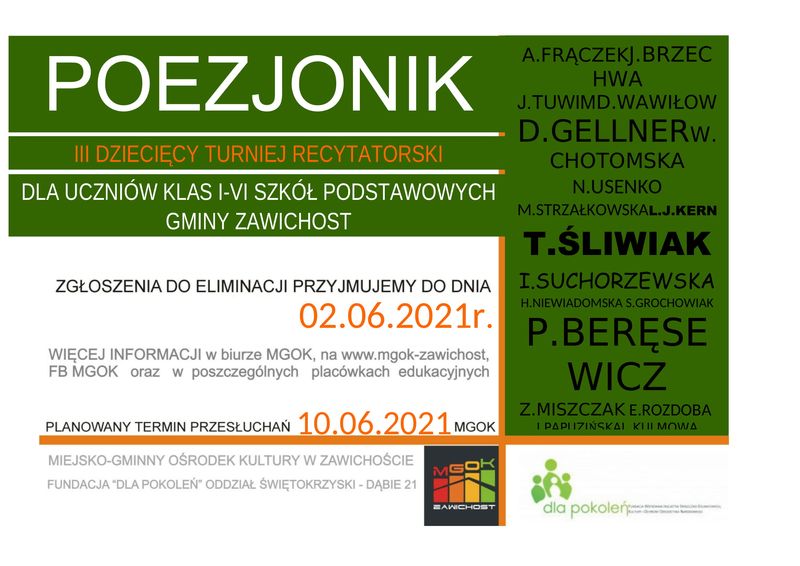 POEZJONIK
III DZIECIĘCY TURNIEJ RECYTATORSKI
DLA UCZNIÓW KLAS I-VI SZKÓŁ PODSTAWOWYCH
GMINY ZAWICHOST
ZGŁOSZENIA DO ELIMINACJI PRZYJMUJEMY DO DNIA
02.06.2021r.
WIĘCEJ INFORMACJI w biurze MGOK, na www.mgok-zawichost,
FB MGOK oraz w poszczególnych placówkach edukacyjnych
PLANOWANY TERMIN PRZESŁUCHAŃ 10.06.2021 MGOK
MIEJSKO-GMINNY OŚRODEK KULTURY W ZAWICHOŚCIE
FUNDACJA "DLA POKOLEŃ" ODDZIAŁ ŚWIĘTOKRZYSKI - DĄBIE 21
A.FRĄCZEKJ.BRZEC
HWA
J.TUWIMD.WAWIŁOW
D.GELLNERW.
CHOTOMSKA
N.USENKO
M.STRZAŁKOWSKAL.J.KERN
T.ŚLIWIAK
I.SUCHORZEWSKA
H.NIEWIADOMSKA S.GROCHOWIAK
P.BERĘSE
WICZ
Z.MISZCZAK E.ROZDOBA
MGOK
ZAWICHOST
dla pokoleń